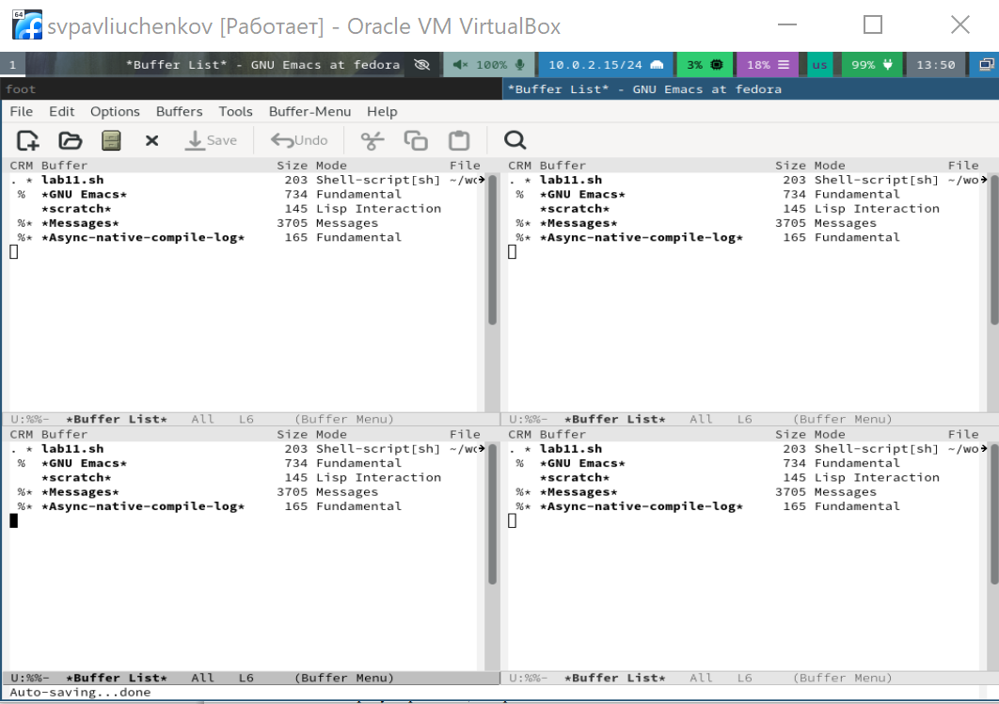 64 svpavliuchenkov [Работает] - Oracle VM VirtualBox
1 *Buffer List* - GNU Emacs at fedora 100% 10.0.2.15/24 3% 18% us 99% 13:50
foot *Buffer List* - GNU Emacs at fedora
File Edit Options Buffers Tools Buffer-Menu Help
Save Undo
CRM Buffer Size Mode File
. * lab11.sh 203 Shell-script[sh] ~/wo
% *GNU Emacs* 734 Fundamental
*scratch* 145 Lisp Interaction
%* *Messages* 3705 Messages
%* *Async-native-compile-log* 165 Fundamental
U:%%- *Buffer List* All L6 (Buffer Menu)
CRM Buffer Size Mode File
. * lab11.sh 203 Shell-script[sh] ~/wo
% *GNU Emacs* 734 Fundamental
*scratch* 145 Lisp Interaction
%* *Messages* 3705 Messages
%* *Async-native-compile-log* 165 Fundamental
U:%%- *Buffer List* All L6 (Buffer Menu)
CRM Buffer Size Mode File
. * lab11.sh 203 Shell-script[sh] ~/wo
% *GNU Emacs* 734 Fundamental
*scratch* 145 Lisp Interaction
%* *Messages* 3705 Messages
%* *Async-native-compile-log* 165 Fundamental
U:%%- *Buffer List* All L6 (Buffer Menu)
CRM Buffer Size Mode File
. * lab11.sh 203 Shell-script[sh] ~/wo
% *GNU Emacs* 734 Fundamental
*scratch* 145 Lisp Interaction
%* *Messages* 3705 Messages
%* *Async-native-compile-log* 165 Fundamental
U:%%- *Buffer List* All L6 (Buffer Menu)
Auto-saving...done